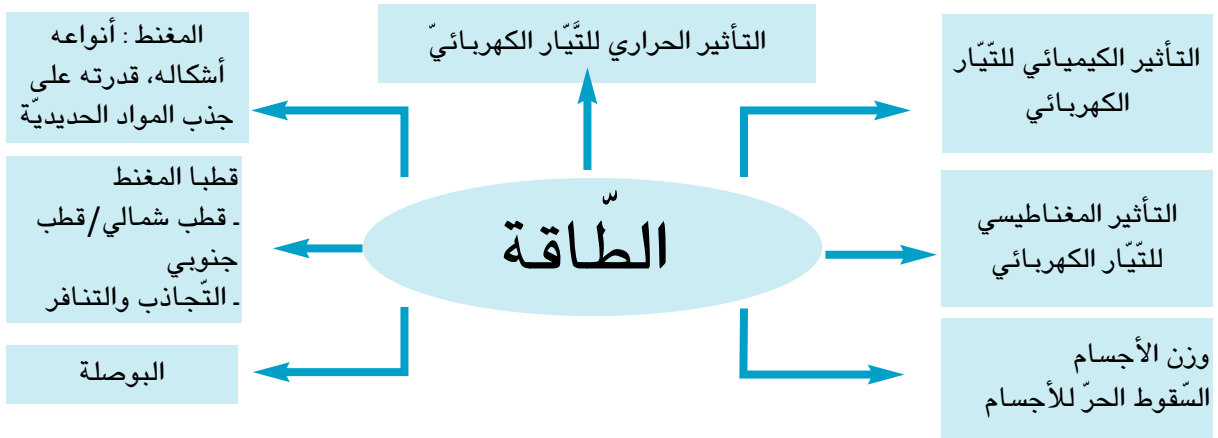 التأثير الكيميائي للتّيّار
الكهربائي
التأثير الحراري للتَّيّار الكهربائيّ
المغنط : أنواعه
أشكاله، قدرته على
جذب المواد الحديديّة
التأثير المغناطيسي
للتّيّار الكهربائي
الطّاقة
قطبا المغنط
ـ قطب شمالي/قطب
جنوبي
ـ التّجاذب والتنافر
وزن الأجسام
السّقوط الحرّ للأجسام
البوصلة